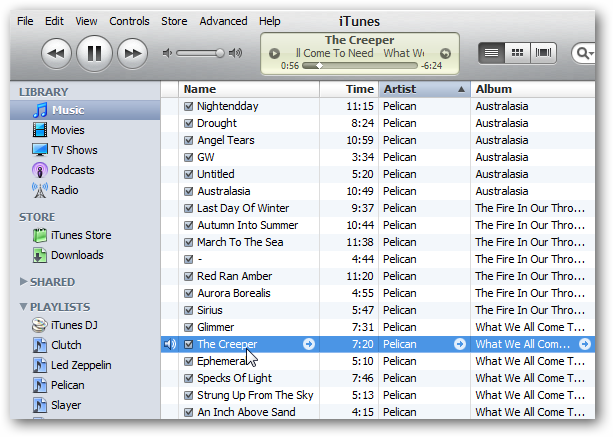 File Edit View Controls Store Advanced Help iTunes
The Creeper
ll Come To Need What We
0:56 -6:24
LIBRARY
Music
Movies
TV Shows
Podcasts
Radio
STORE
iTunes Store
Downloads
SHARED
PLAYLISTS
iTunes DJ
Clutch
Led Zeppelin
Pelican
Slayer
Name Time Artist Album
Nightendday 11:15 Pelican Australasia
Drought 8:24 Pelican Australasia
Angel Tears 10:59 Pelican Australasia
GW 3:34 Pelican Australasia
Untitled 5:20 Pelican Australasia
Australasia 10:49 Pelican Australasia
Last Day Of Winter 9:37 Pelican The Fire In Our Thro...
Autumn Into Summer 10:44 Pelican The Fire In Our Thro...
March To The Sea 11:38 Pelican The Fire In Our Thro...
- 4:44 Pelican The Fire In Our Thro...
Red Ran Amber 11:20 Pelican The Fire In Our Thro...
Aurora Borealis 4:55 Pelican The Fire In Our Thro...
Sirius 5:47 Pelican The Fire In Our Thro...
Glimmer 7:31 Pelican What We All Come T...
The Creeper 7:20 Pelican What We All Com...
Ephemeral 5:10 Pelican What We All Come T...
Specks Of Light 7:46 Pelican What We All Come T...
Strung Up From The Sky 5:13 Pelican What We All Come T...
An Inch Above Sand 4:15 Pelican What We All Come T...